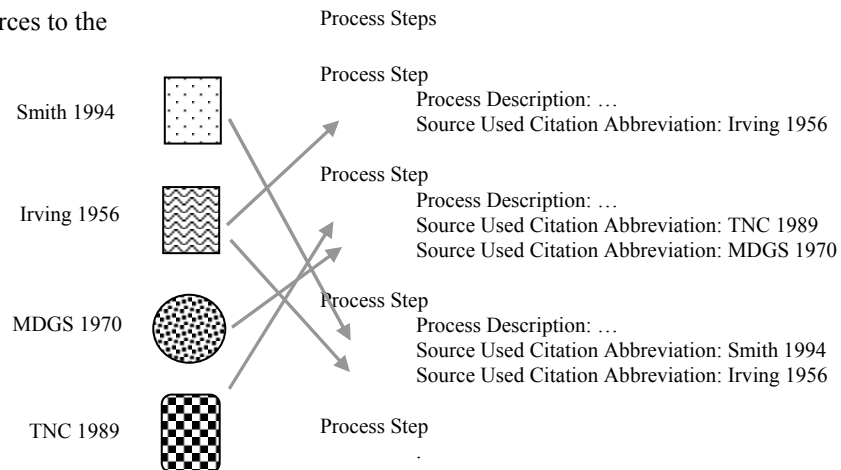 rces to the
Smith 1994
Irving 1956
MDGS 1970
TNC 1989
Process Steps
Process Step
Process Description: …
Source Used Citation Abbreviation: Irving 1956
Process Step
Process Description: …
Source Used Citation Abbreviation: TNC 1989
Source Used Citation Abbreviation: MDGS 1970
Process Step
Process Description: …
Source Used Citation Abbreviation: Smith 1994
Source Used Citation Abbreviation: Irving 1956
Process Step
.